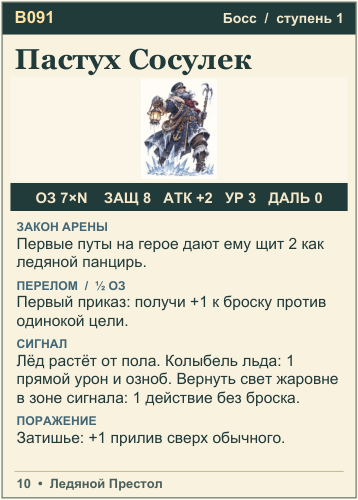 B091
Босс / ступень 1
Пастух Сосулек
ОЗ 7×N ЗАЩ 8 АТК +2 УР 3 ДАЛЬ 0
ЗАКОН АРЕНЫ
Первые путы на герое дают ему щит 2 как
ледяной панцирь.
ПЕРЕЛОМ / ½ ОЗ
Первый приказ: получи +1 к броску против
одинокой цели.
СИГНАЛ
Лёд растёт от пола. Колыбель льда: 1
прямой урон и озноб. Вернуть свет жаровне
в зоне сигнала: 1 действие без броска.
ПОРАЖЕНИЕ
Затишье: +1 прилив сверх обычного.
10 • Ледяной Престол